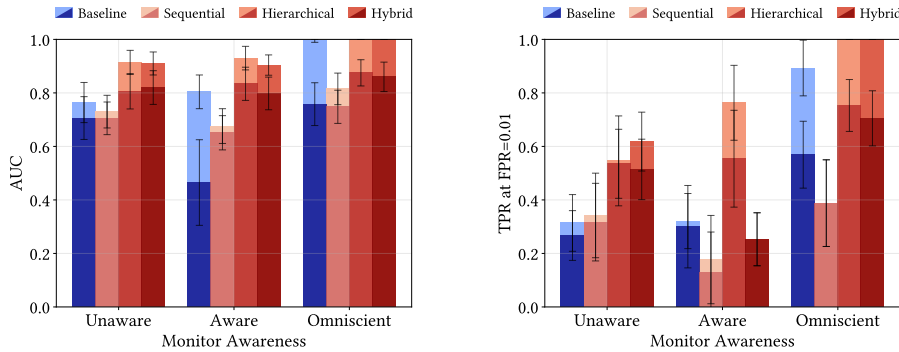 Baseline Sequential Hierarchical Hybrid
1.0
0.8
0.6
0.4
0.2
0.0
AUC
Unaware Aware Omniscient
Monitor Awareness
Baseline Sequential Hierarchical Hybrid
1.0
0.8
0.6
0.4
0.2
0.0
TPR at FPR=0.01
Unaware Aware Omniscient
Monitor Awareness